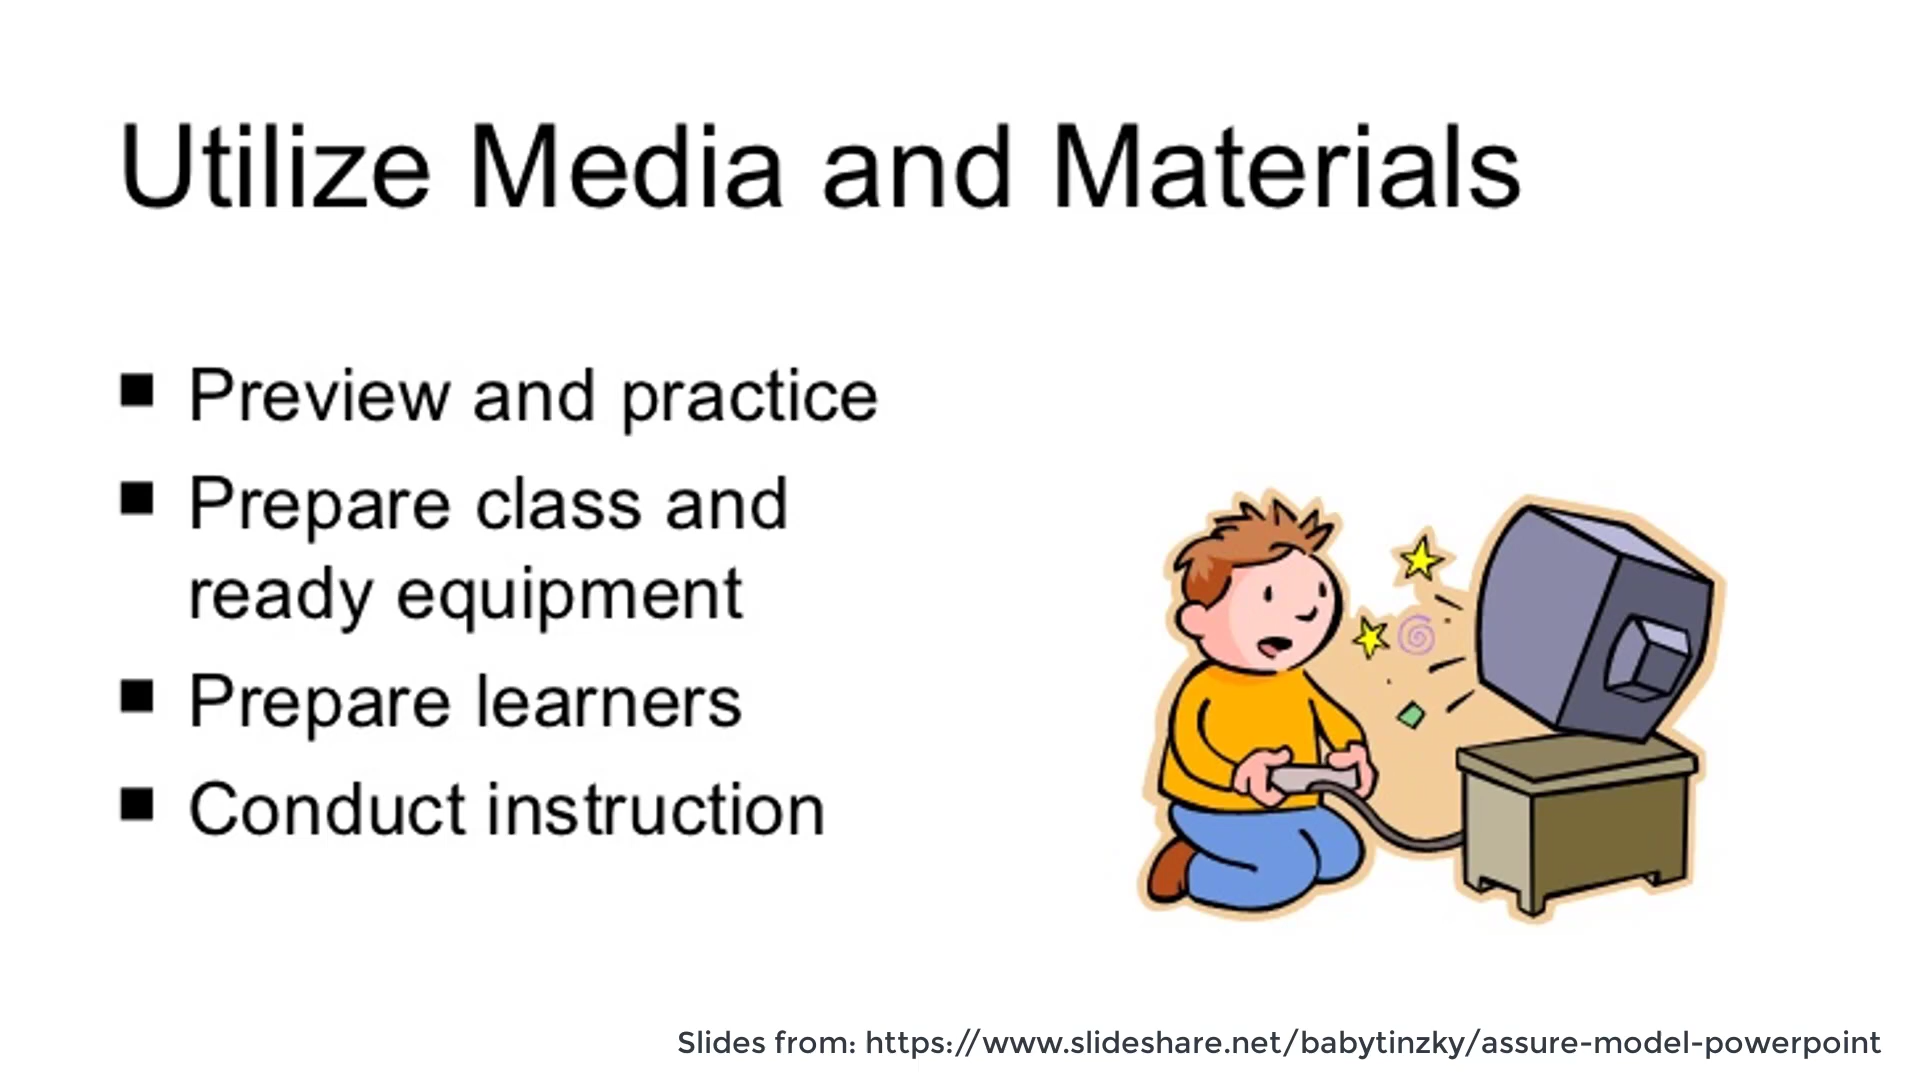 Utilize Media and Materials
Preview and practice
Prepare class and
ready equipment
Prepare learners
Conduct instruction
Slides from: https://www.slideshare.net/babytinzky/assure-model-powerpoint